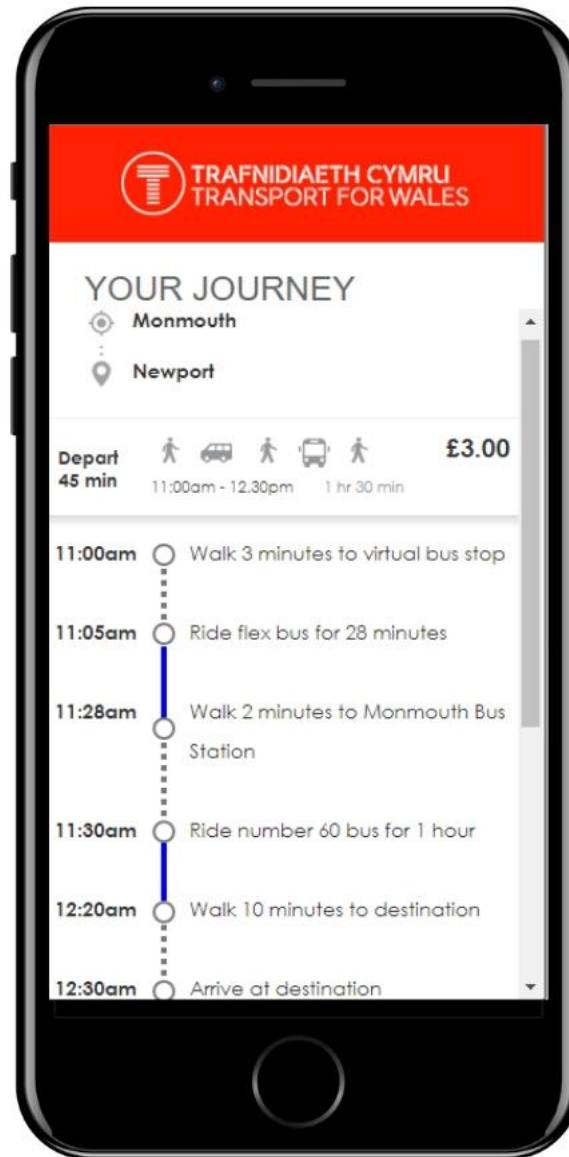 TRAFNIDIAETH CYMRU
TRANSPORT FOR WALES
YOUR JOURNEY
Monmouth
Newport
Depart
45 min
£3.00
11:00am - 12.30pm 1 hr 30 min
11:00am Walk 3 minutes to virtual bus stop
11:05am Ride flex bus for 28 minutes
11:28am Walk 2 minutes to Monmouth Bus
Station
11:30am Ride number 60 bus for 1 hour
12:20am Walk 10 minutes to destination
12:30am Arrive at destination